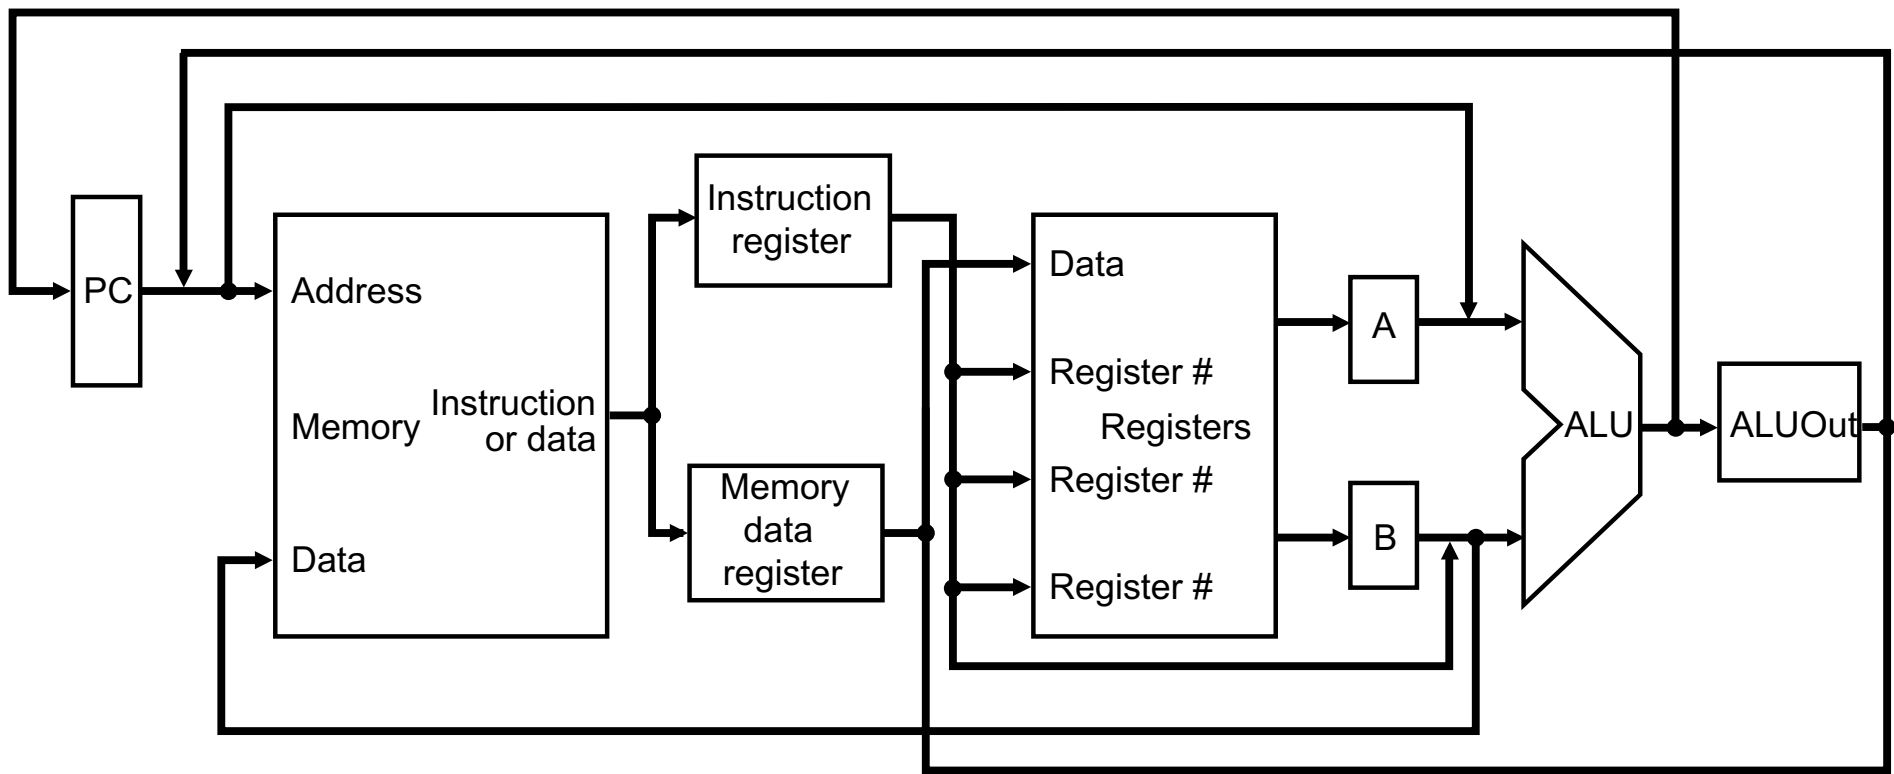 PC
Address
Memory
Instruction
or data
Data
Instruction
register
Memory
data
register
Data
Register #
Registers
Register #
Register #
A
B
ALU
ALUOut